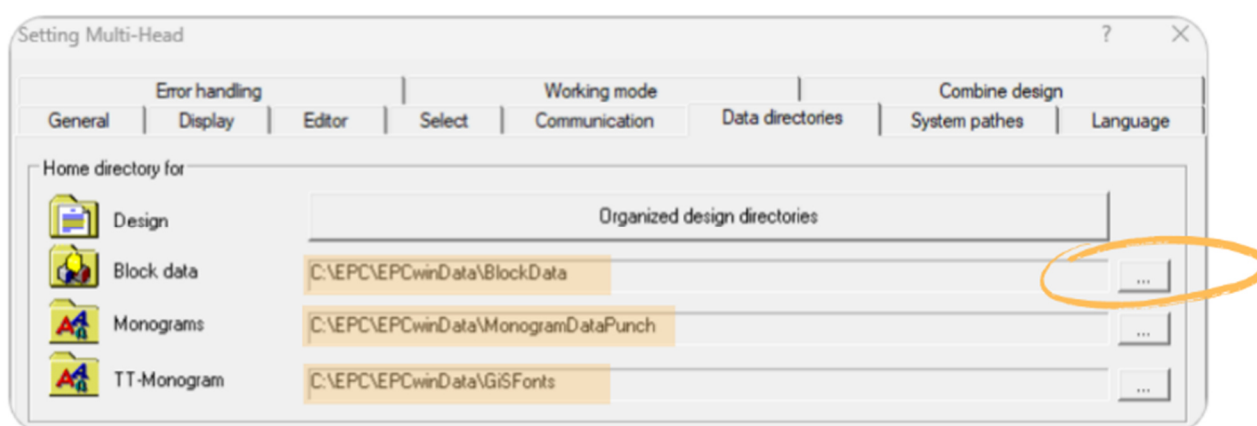 Setting Multi-Head ?
Error handling Working mode Combine design
General Display Editor Select Communication Data directories System pathes Language
Home directory for
Design Organized design directories
Block data C:\EPC\EPCwinData\BlockData ...
Monograms C:\EPC\EPCwinData\MonogramDataPunch ...
TT-Monogram C:\EPC\EPCwinData\GiSFonts ...